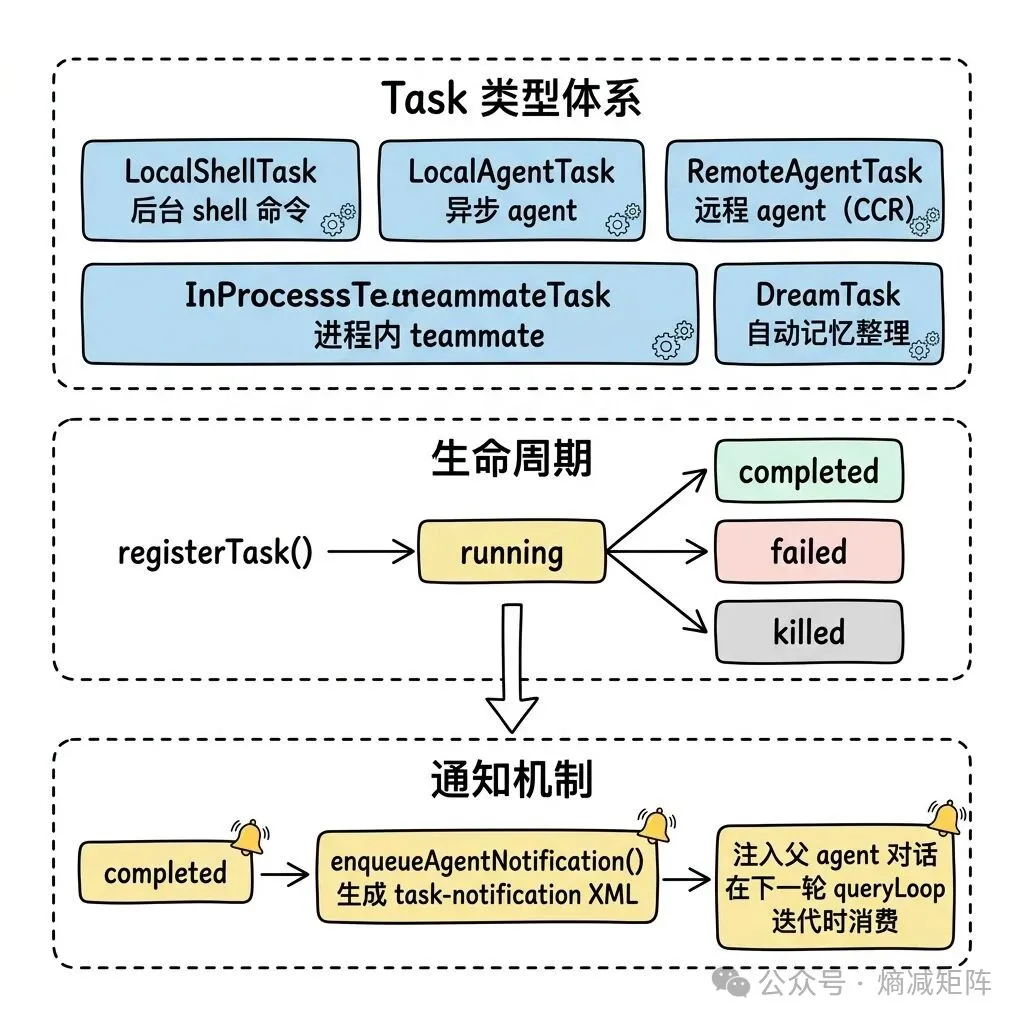 Task 类型体系
LocalShellTask
后台 shell 命令
LocalAgentTask
异步 agent
RemoteAgentTask
远程 agent（CCR）
进程内 teammate
DreamTask
自动记忆整理
生命周期
registerTask()
running
completed
failed
killed
通知机制
completed
enqueueAgentNotification()
生成 task-notification XML
注入父 agent 对话
在下一轮 queryLoop
迭代时消费
公众号 · 熵减矩阵